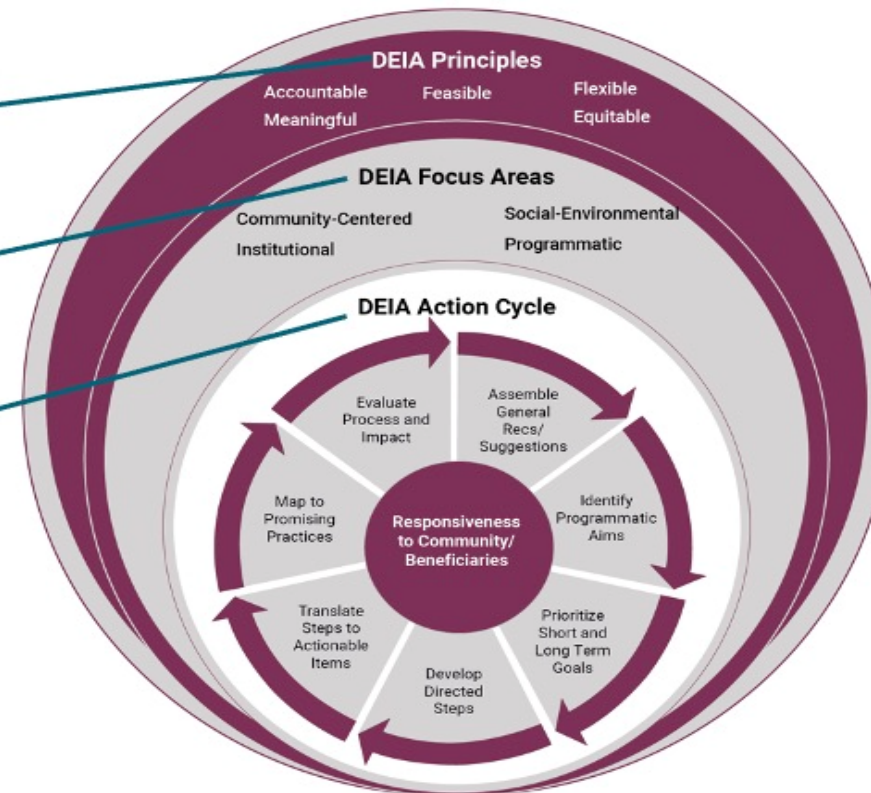 DEIA Principles
Accountable
Feasible
Flexible
Meaningful
Equitable
DEIA Focus Areas
Community-Centered
Social-Environmental
Institutional
Programmatic
DEIA Action Cycle
Evaluate
Process and
Impact
Assemble
General
Recs/
Suggestions
Identify
Programmatic
Aims
Prioritize
Short and
Long Term
Goals
Develop
Directed
Steps
Translate
Steps to
Actionable
Items
Map to
Promising
Practices
Responsiveness
to Community/
Beneficiaries